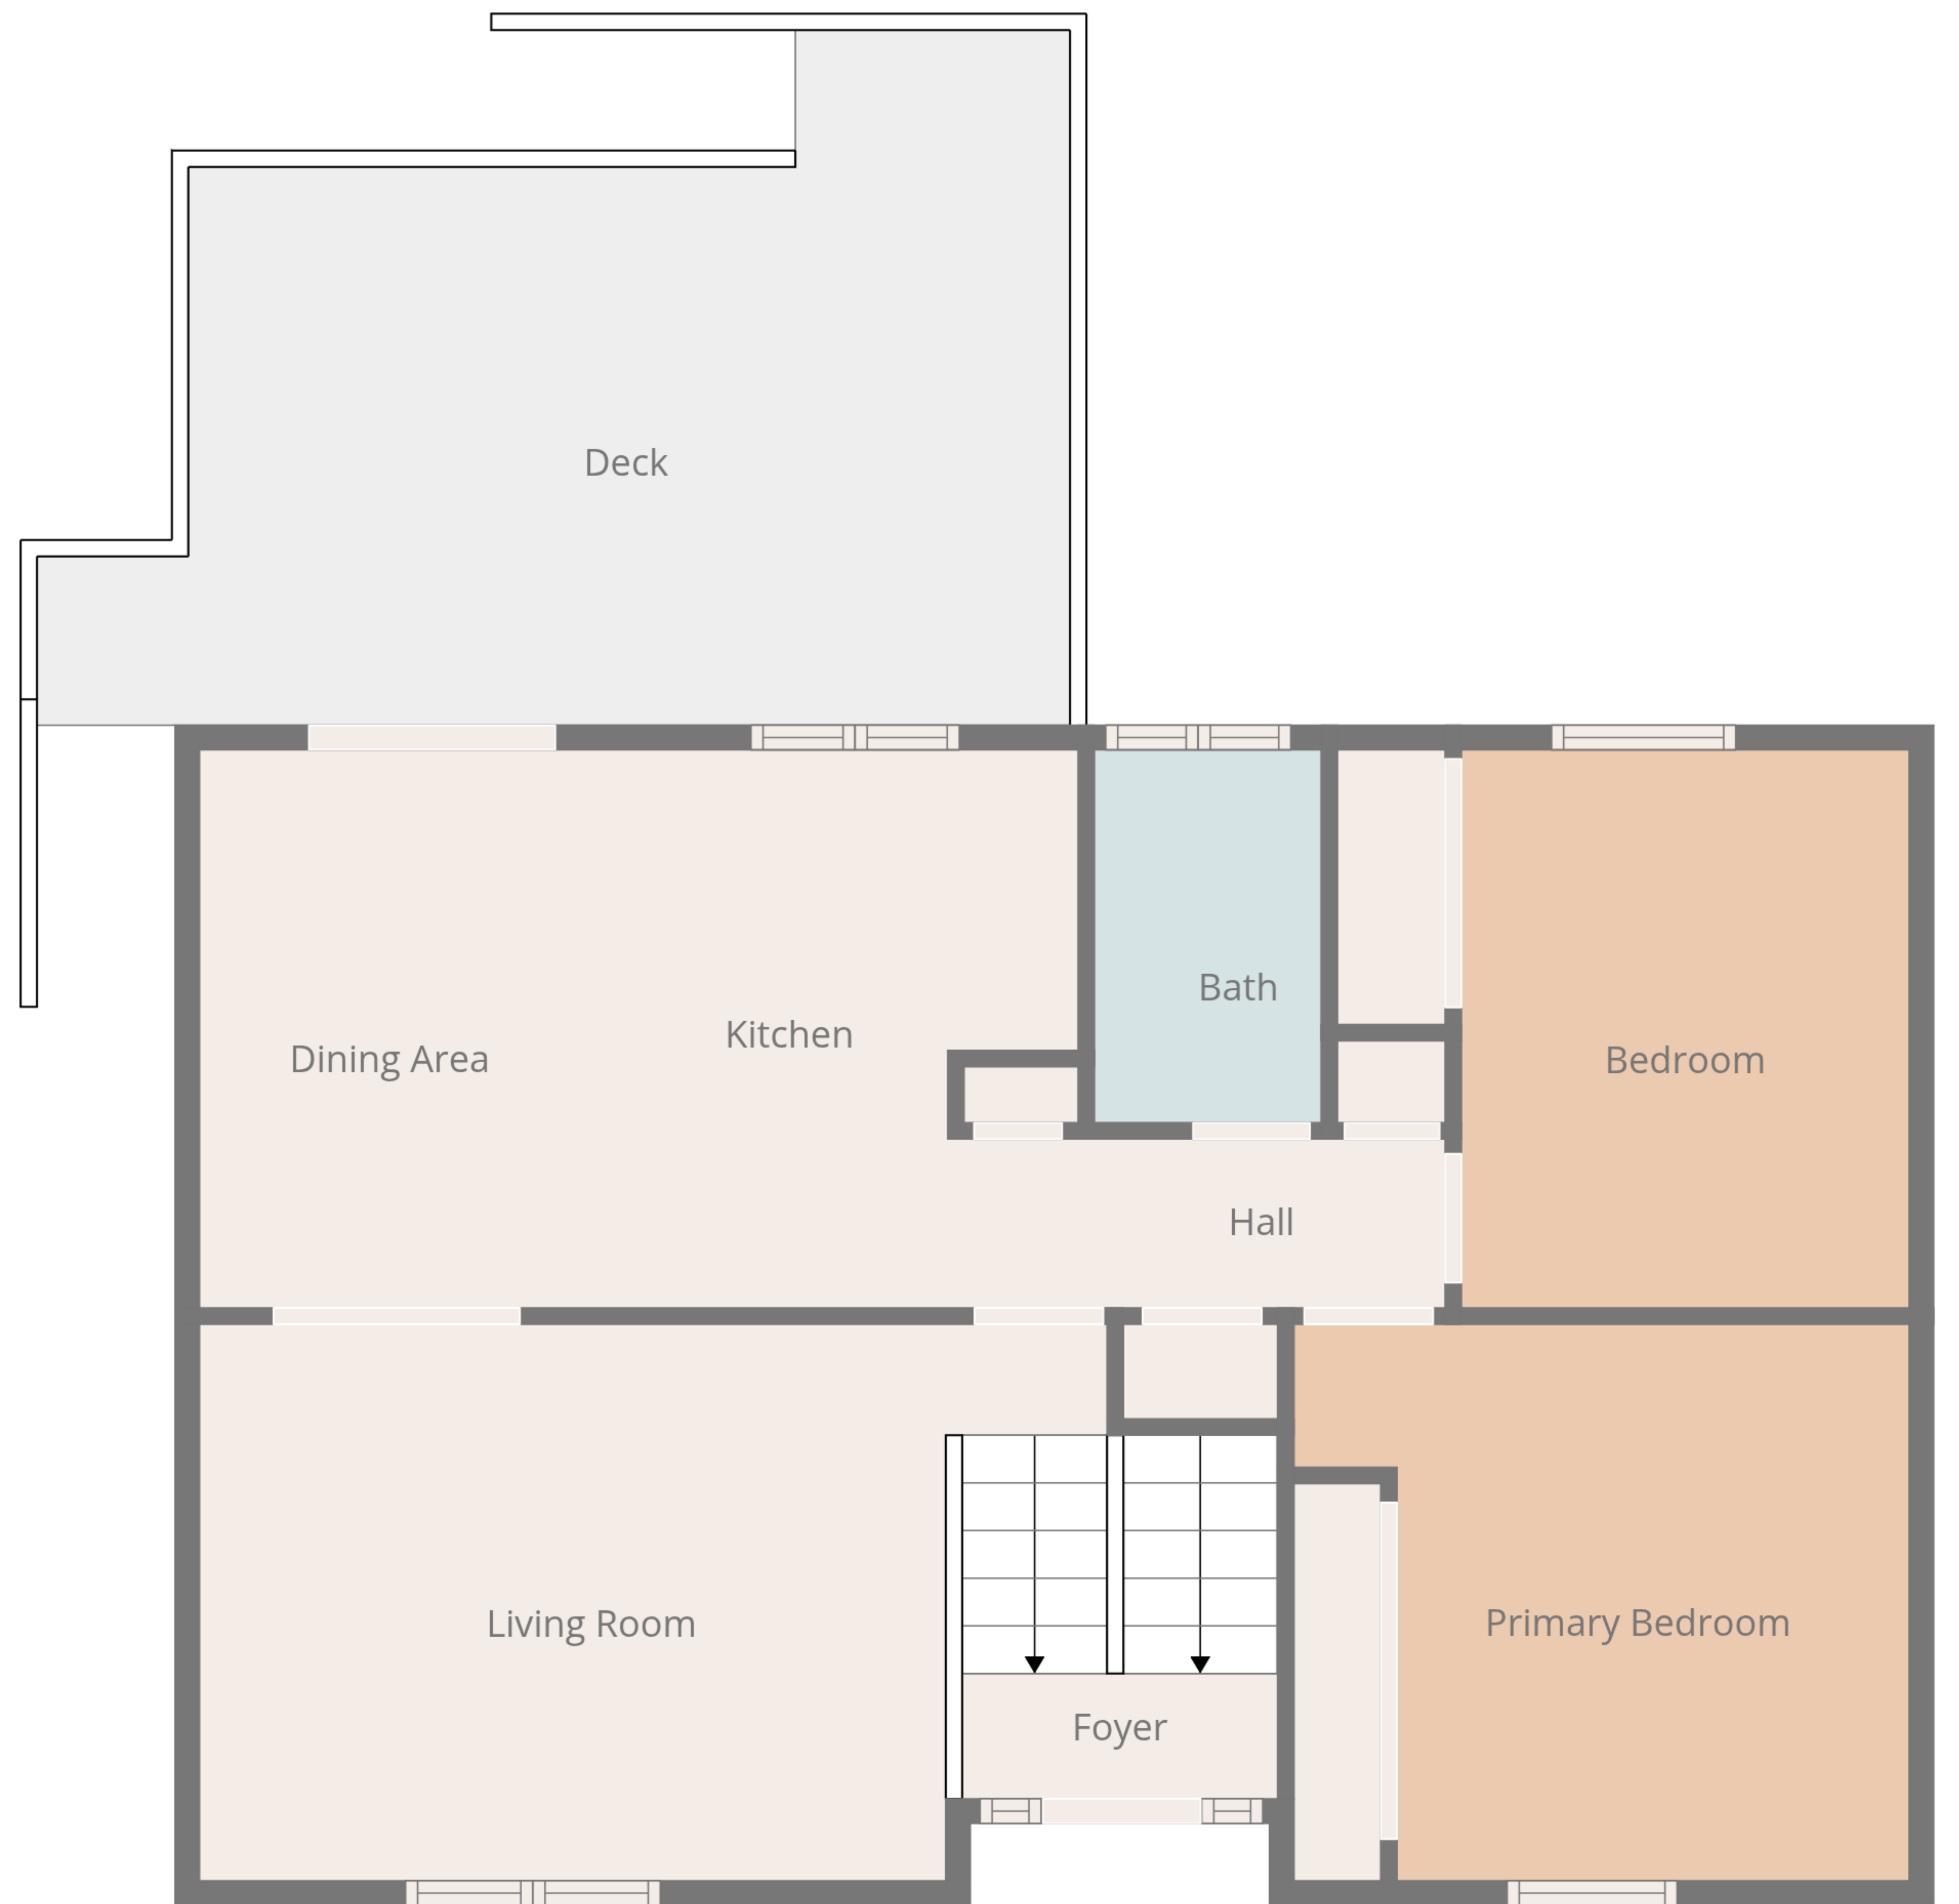 Deck
Bath
Kitchen
Dining Area
Bedroom
Hall
Living Room
Primary Bedroom
Foyer